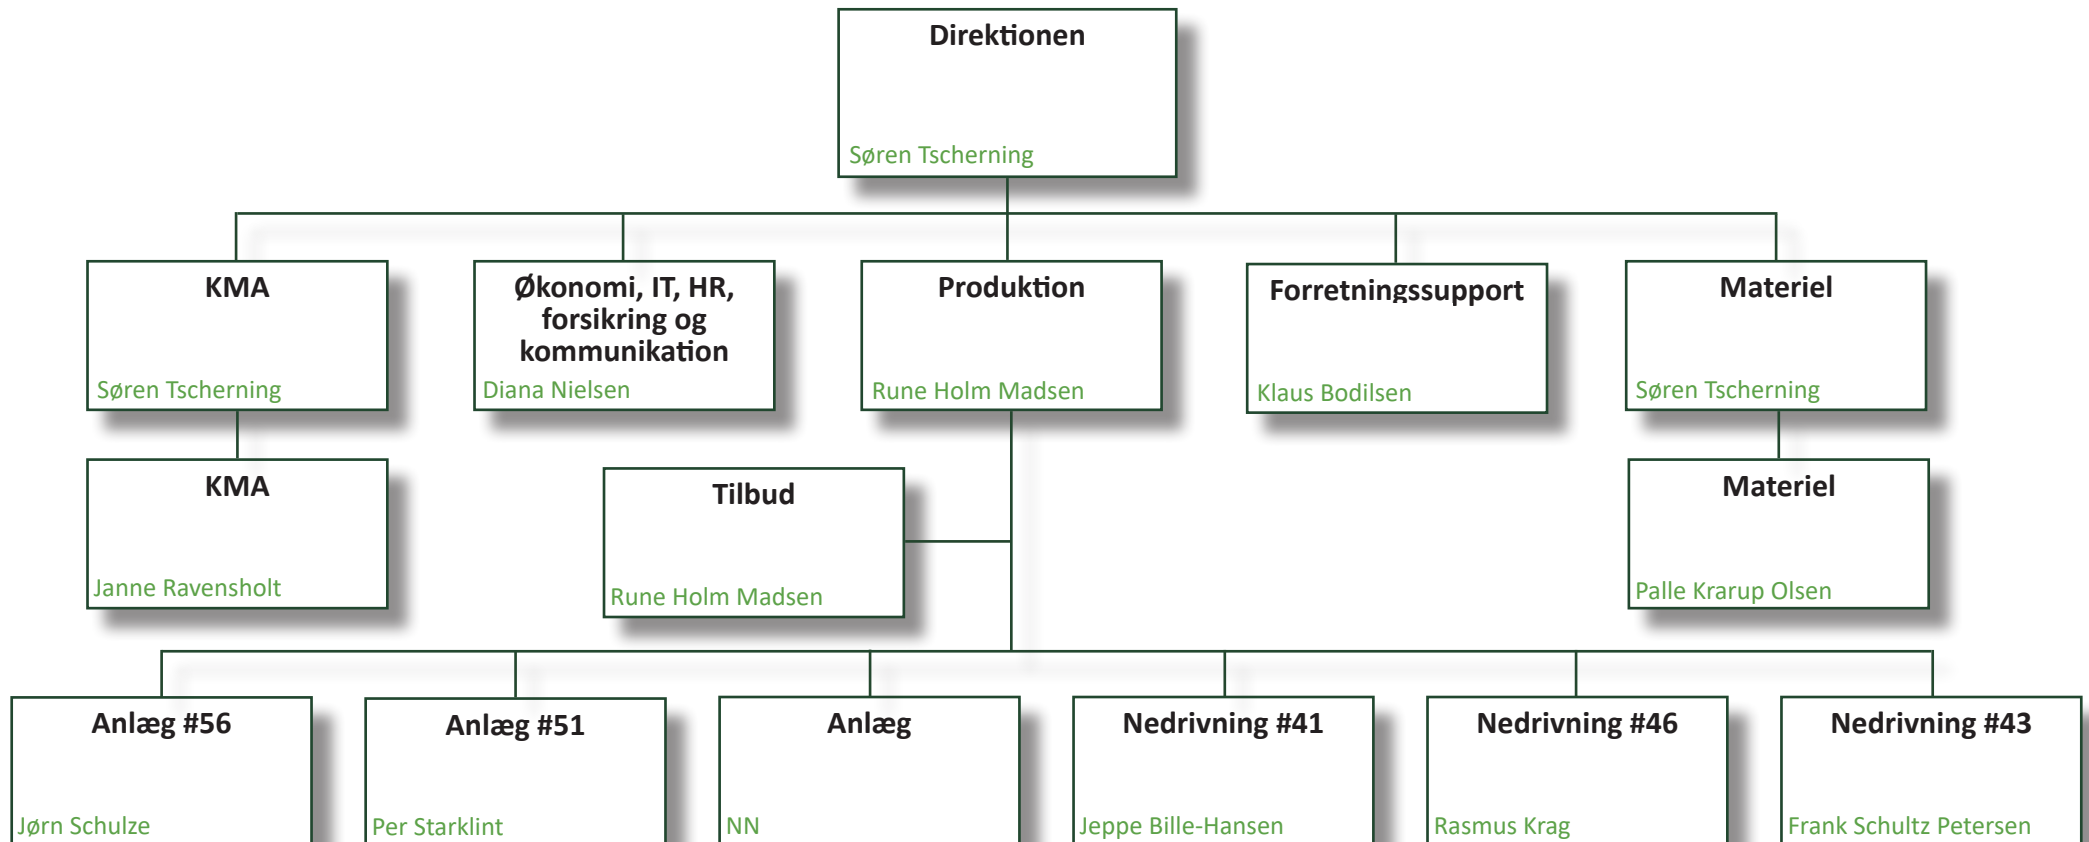 Direktionen
Søren Tscherning
KMA
Søren Tscherning
Økonomi, IT, HR,
forsikring og
kommunikation
Diana Nielsen
Produktion
Rune Holm Madsen
Forretningssupport
Klaus Bodilsen
Materiel
Søren Tscherning
KMA
Janne Ravensholt
Tilbud
Rune Holm Madsen
Materiel
Palle Krarup Olsen
Anlæg #56
Jørn Schulze
Anlæg #51
Per Starklint
Anlæg
NN
Nedrivning #41
Jeppe Bille-Hansen
Nedrivning #46
Rasmus Krag
Nedrivning #43
Frank Schultz Petersen